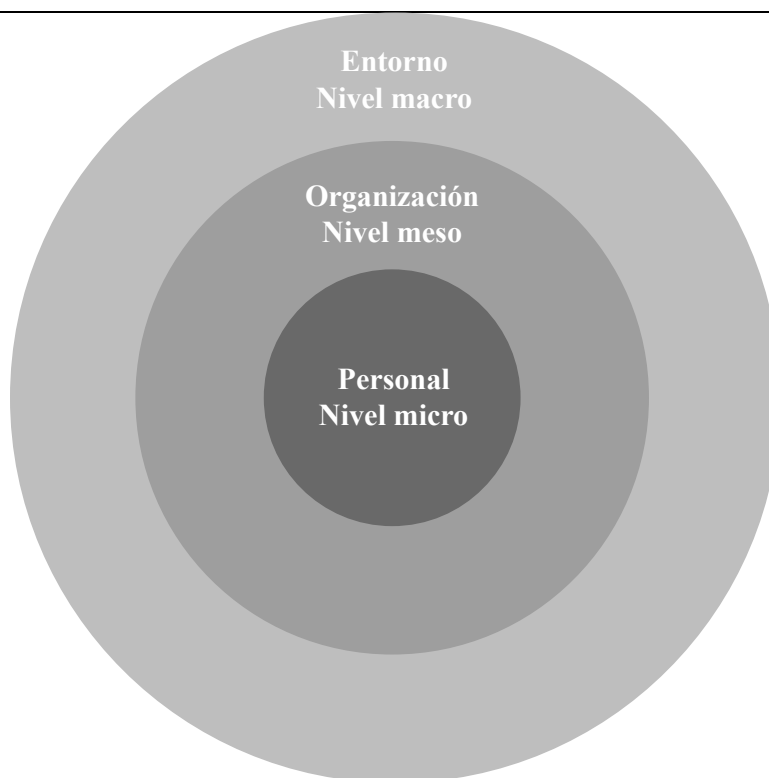 Entorno
Nivel macro
Organización
Nivel meso
Personal
Nivel micro